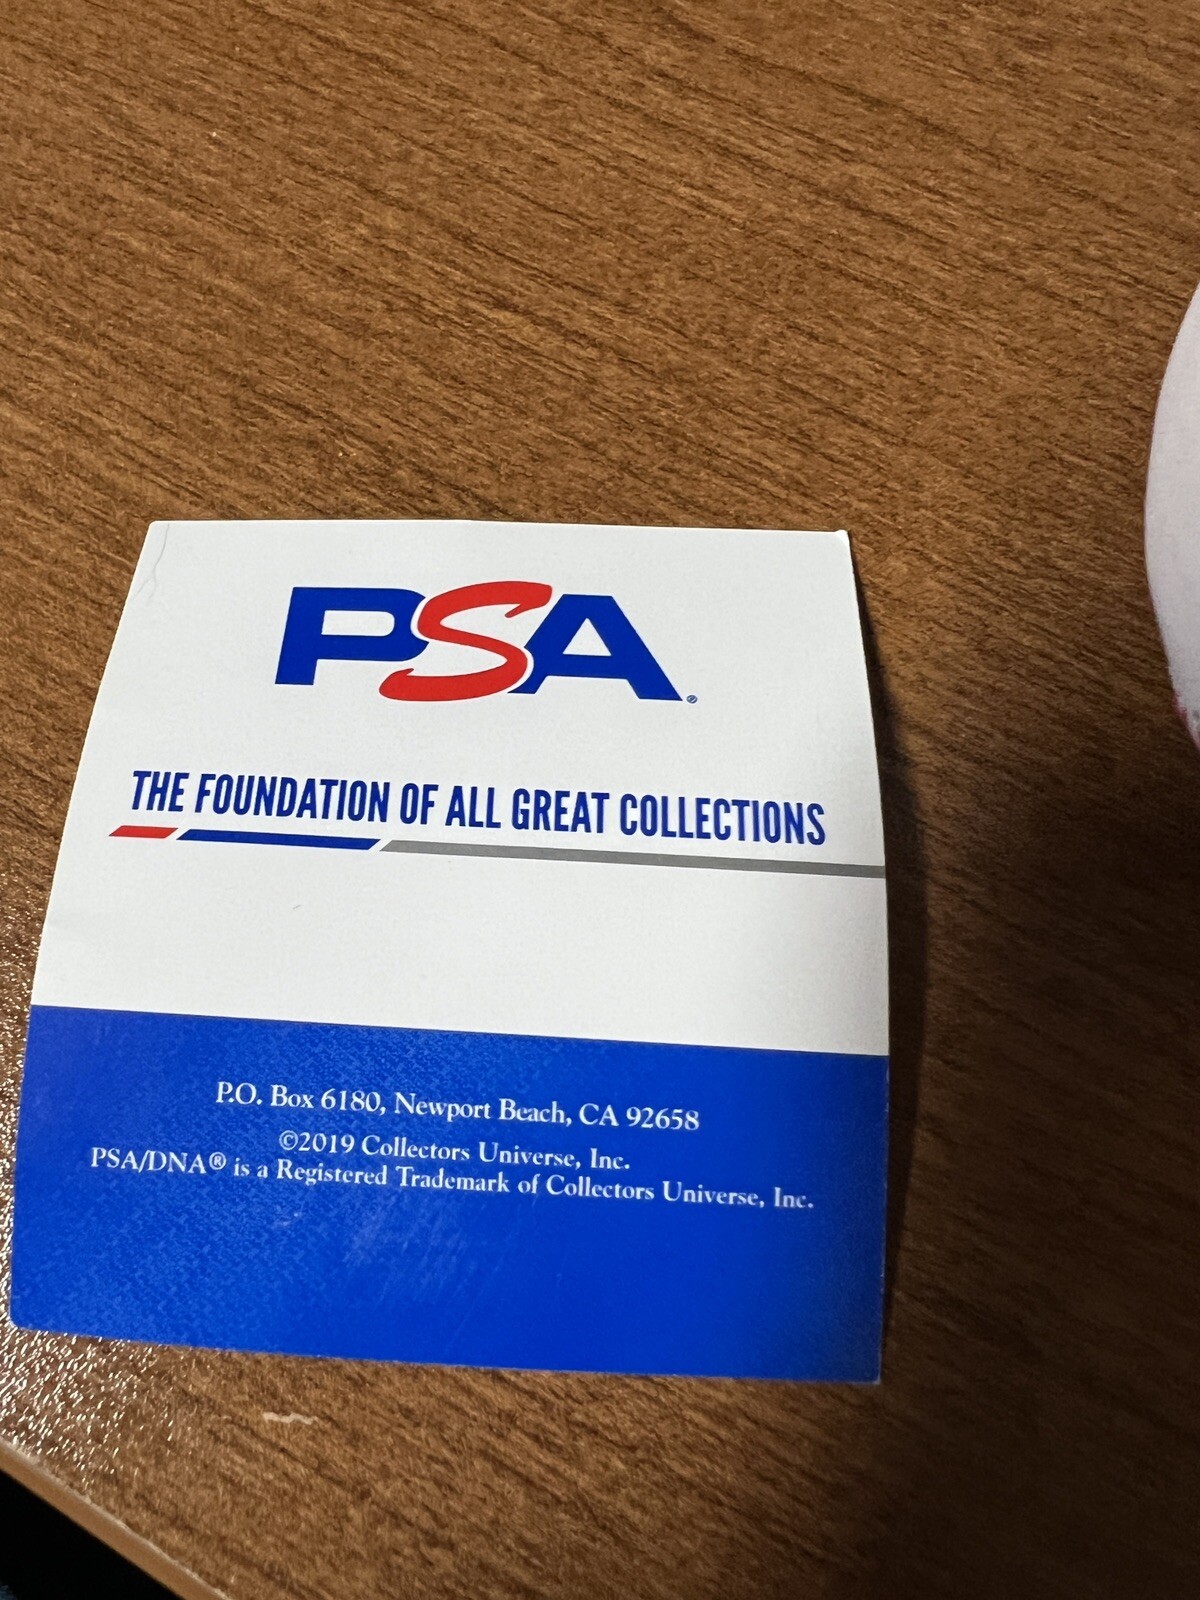 PSA®
THE FOUNDATION OF ALL GREAT COLLECTIONS
P.O. Box 6180, Newport Beach, CA 92658
©2019 Collectors Universe, Inc.
PSA/DNA® is a Registered Trademark of Collectors Universe, Inc.